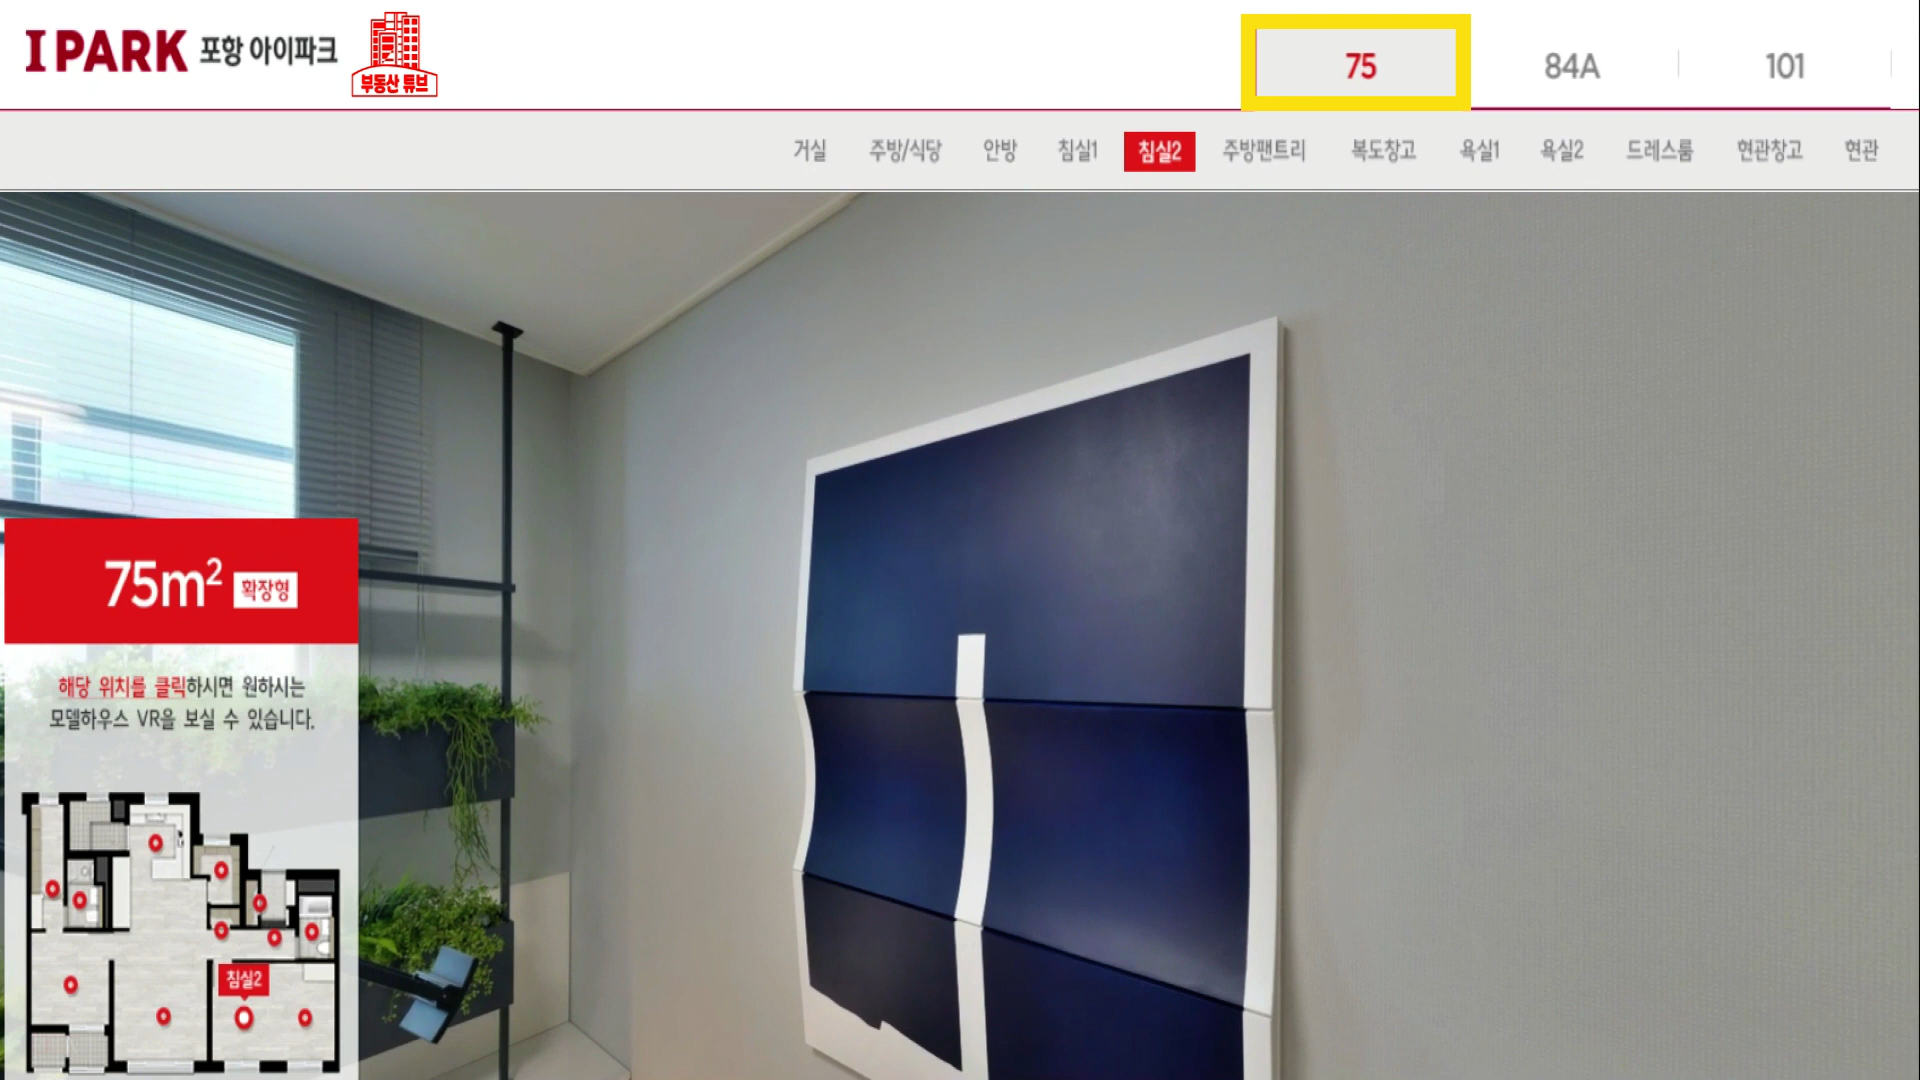 I PARK 포항 아이파크
부동산 튜브
75
84A
101
거실
주방/식당
안방
침실1
침실2
주방팬트리
복도창고
욕실1
욕실2
드레스룸
현관창고
현관
75m² 확장형
해당 위치를 클릭하시면 원하시는
모델하우스 VR을 보실 수 있습니다.
침실2